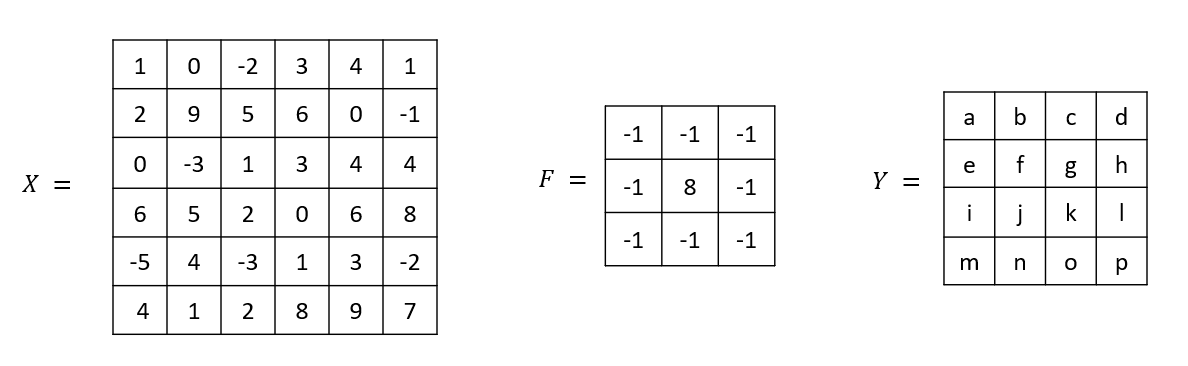 X =
1 0 -2 3 4 1
2 9 5 6 0 -1
0 -3 1 3 4 4
6 5 2 0 6 8
-5 4 -3 1 3 -2
4 1 2 8 9 7
F =
-1 -1 -1
-1 8 -1
-1 -1 -1
Y =
a b c d
e f g h
i j k l
m n o p